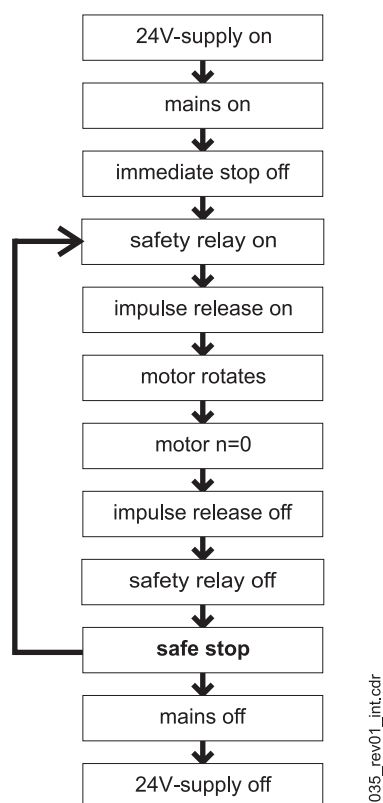 24V-supply on
mains on
immediate stop off
safety relay on
impulse release on
motor rotates
motor n=0
impulse release off
safety relay off
safe stop
mains off
24V-supply off
035_rev01_int.cdr